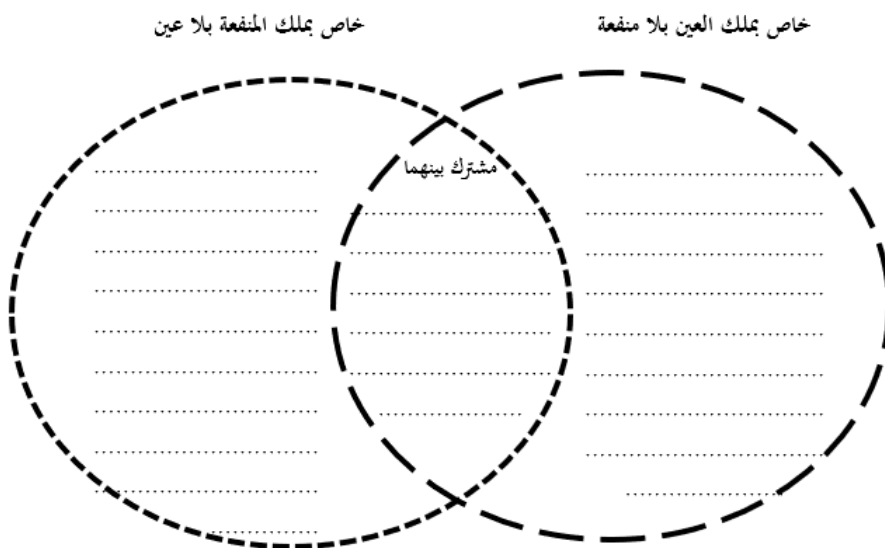 خاص بملك العين بلا منفعة
خاص بملك المنفعة بلا عين
مشترك بينهما